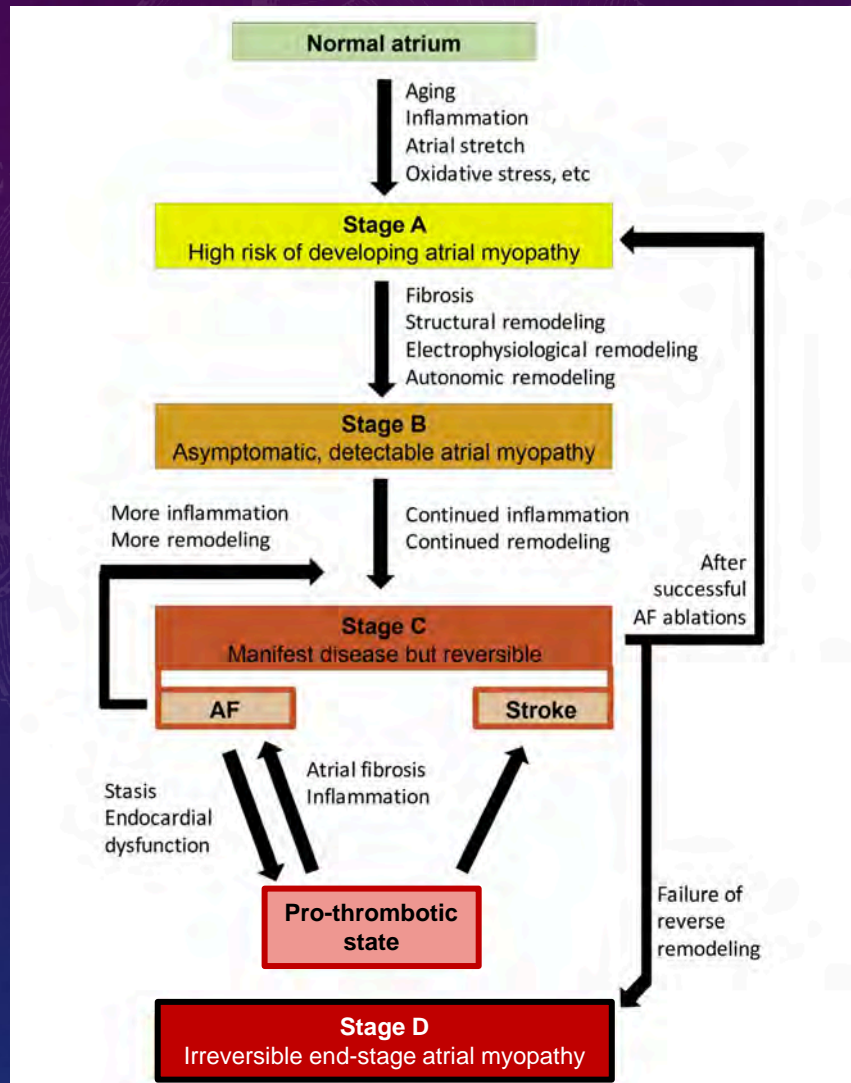 Normal atrium
Aging
Inflammation
Atrial stretch
Oxidative stress, etc
Stage A
High risk of developing atrial myopathy
Fibrosis
Structural remodeling
Electrophysiological remodeling
Autonomic remodeling
Stage B
Asymptomatic, detectable atrial myopathy
More inflammation
More remodeling
Continued inflammation
Continued remodeling
After
successful
AF ablations
Stage C
Manifest disease but reversible
AF
Stroke
Stasis
Endocardial
dysfunction
Atrial fibrosis
Inflammation
Pro-thrombotic
state
Failure of
reverse
remodeling
Stage D
Irreversible end-stage atrial myopathy